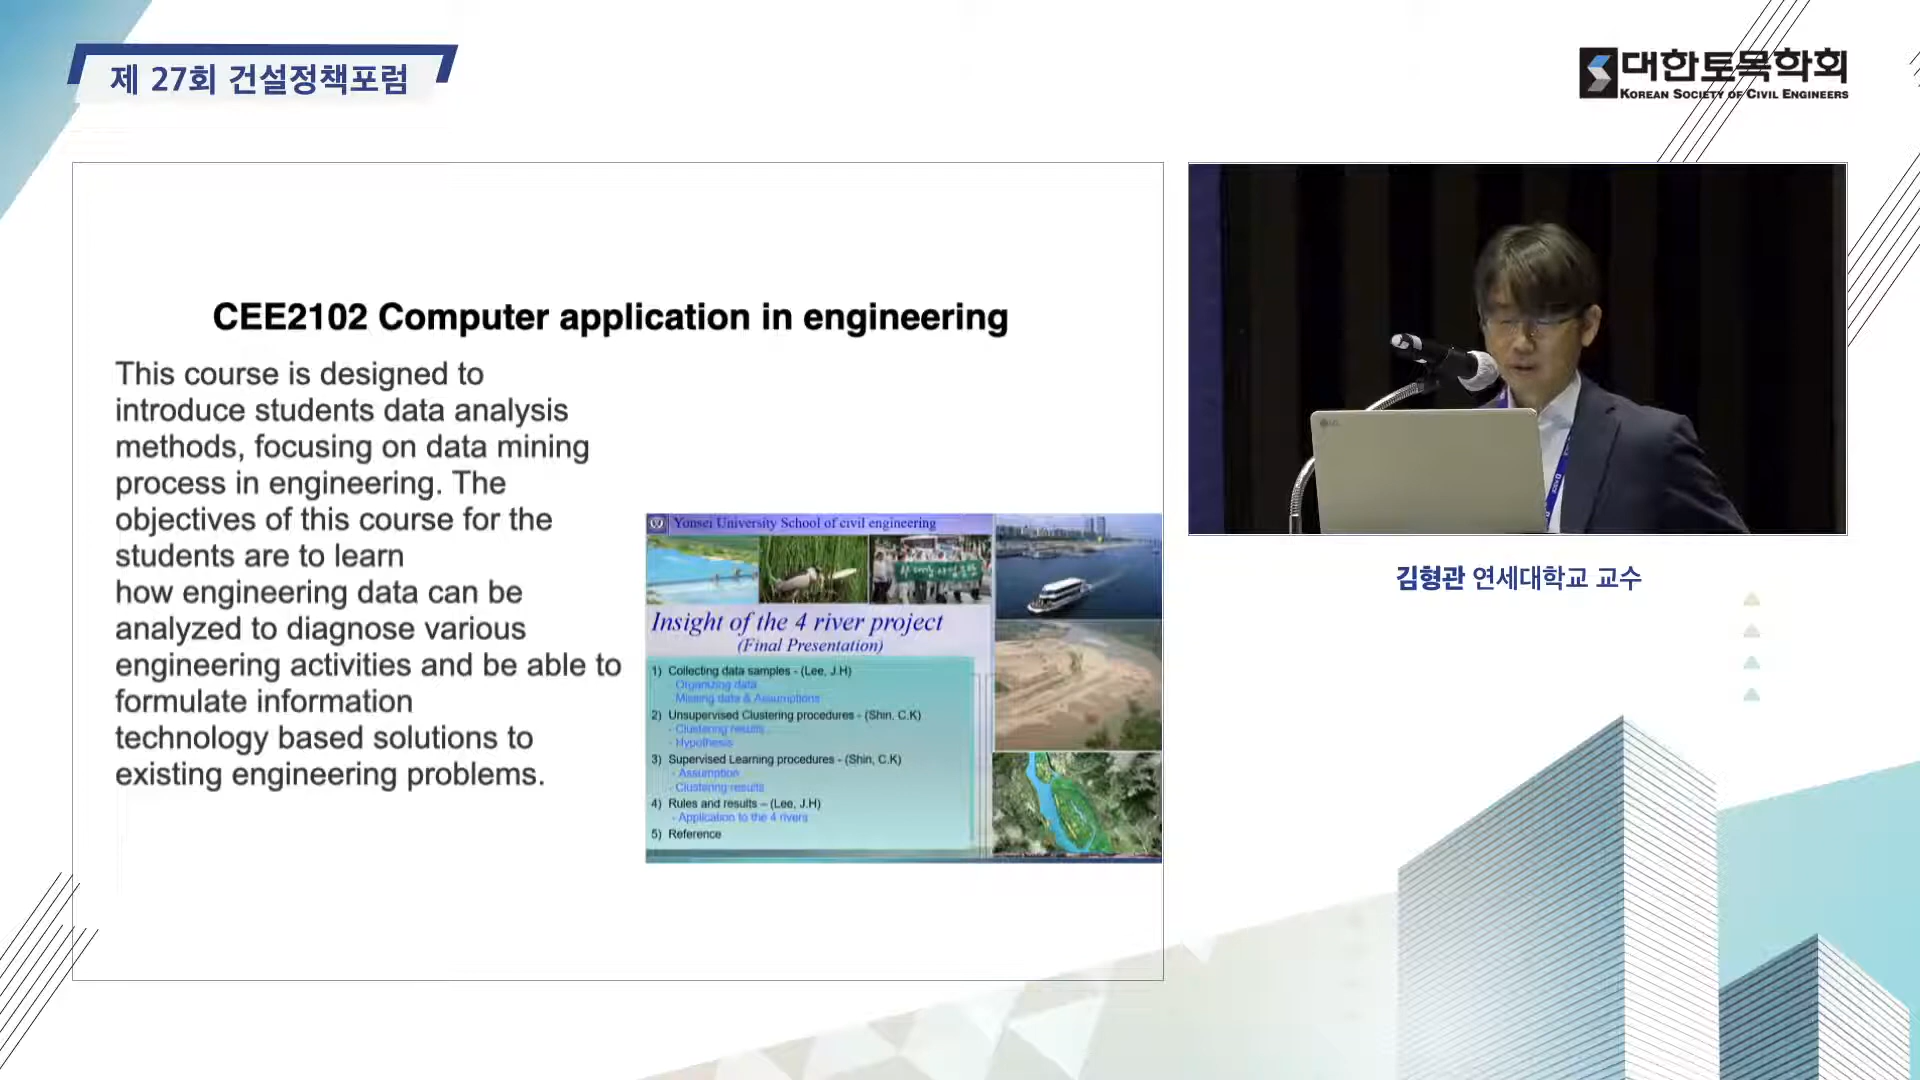 제 27회 건설정책포럼
대한토목학회
KOREAN SOCIETY OF CIVIL ENGINEERS
CEE2102 Computer application in engineering
This course is designed to
introduce students data analysis
methods, focusing on data mining
process in engineering. The
objectives of this course for the
students are to learn
how engineering data can be
analyzed to diagnose various
engineering activities and be able to
formulate information
technology based solutions to
existing engineering problems.
Yonsei University School of civil engineering
Insight of the 4 river project
(Final Presentation)
1) Collecting data samples - (Lee, J.H)
- Organizing data
- Missing data & Assumptions
2) Unsupervised Clustering procedures - (Shin, C.K)
- Clustering results
- Hypothesis
3) Supervised Learning procedures - (Shin, C.K)
- Assumption
- Clustering results
4) Rules and results – (Lee, J.H)
- Application to the 4 rivers
5) Reference
LG
김형관 연세대학교 교수